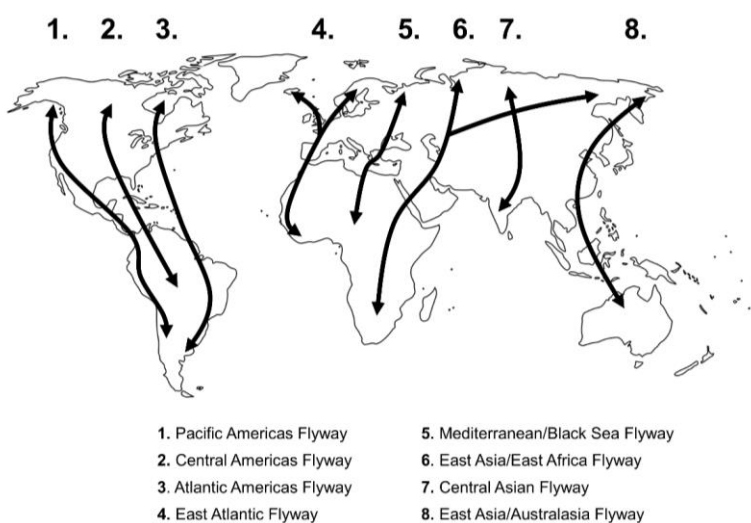 1. 2. 3. 4. 5. 6. 7. 8.
1. Pacific Americas Flyway
2. Central Americas Flyway
3. Atlantic Americas Flyway
4. East Atlantic Flyway
5. Mediterranean/Black Sea Flyway
6. East Asia/East Africa Flyway
7. Central Asian Flyway
8. East Asia/Australasia Flyway